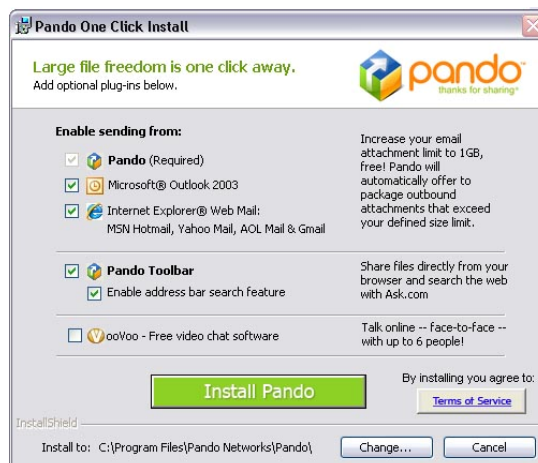 Pando One Click Install
Large file freedom is one click away.
Add optional plug-ins below.
pando™
thanks for sharing®
Enable sending from:
Pando (Required)
Microsoft® Outlook 2003
Internet Explorer® Web Mail:
MSN Hotmail, Yahoo Mail, AOL Mail & Gmail
Increase your email
attachment limit to 1GB,
free! Pando will
automatically offer to
package outbound
attachments that exceed
your defined size limit.
Pando Toolbar
Enable address bar search feature
Share files directly from your
browser and search the web
with Ask.com
ooVoo - Free video chat software
Talk online -- face-to-face --
with up to 6 people!
Install Pando
By installing you agree to:
Terms of Service
InstallShield
Install to: C:\Program Files\Pando Networks\Pando\
Change...
Cancel